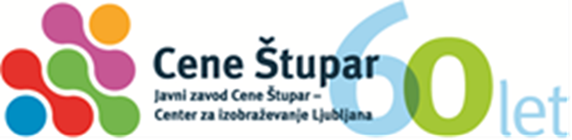 Cene Štupar
Javni zavod Cene Štupar –
Center za izobraževanje Ljubljana
60 let